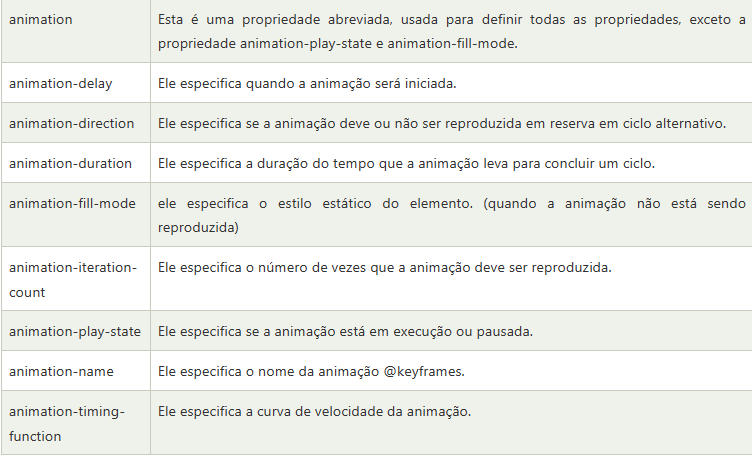 animation
Esta é uma propriedade abreviada, usada para definir todas as propriedades, exceto a
propriedade animation-play-state e animation-fill-mode.
animation-delay
Ele especifica quando a animação será iniciada.
animation-direction
Ele especifica se a animação deve ou não ser reproduzida em reserva em ciclo alternativo.
animation-duration
Ele especifica a duração do tempo que a animação leva para concluir um ciclo.
animation-fill-mode
ele especifica o estilo estático do elemento. (quando a animação não está sendo
reproduzida)
animation-iteration-
count
Ele especifica o número de vezes que a animação deve ser reproduzida.
animation-play-state
Ele especifica se a animação está em execução ou pausada.
animation-name
Ele especifica o nome da animação @keyframes.
animation-timing-
function
Ele especifica a curva de velocidade da animação.